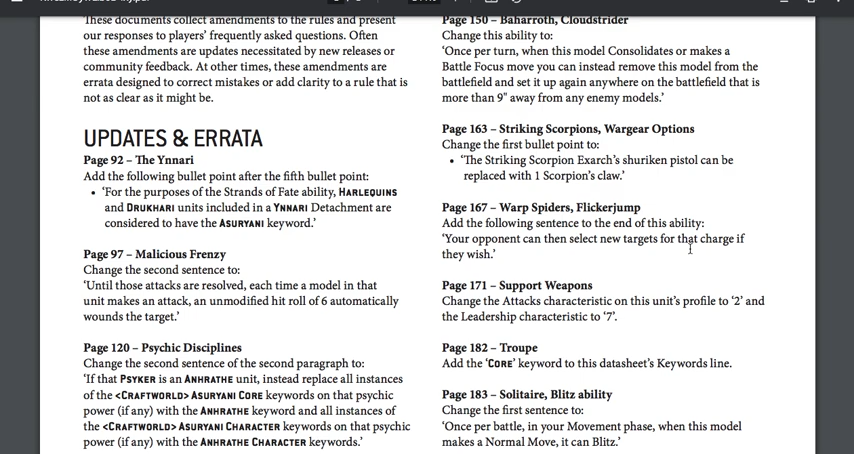 These documents collect amendments to the rules and present
our responses to players' frequently asked questions. Often
these amendments are updates necessitated by new releases or
community feedback. At other times, these amendments are
errata designed to correct mistakes or add clarity to a rule that is
not as clear as it might be.
UPDATES & ERRATA
Page 92 – The Ynnari
Add the following bullet point after the fifth bullet point:
• ‘For the purposes of the Strands of Fate ability, HARLEQUINS
and DRUKHARI units included in a YNNARI Detachment are
considered to have the ASURYANI keyword.’
Page 97 – Malicious Frenzy
Change the second sentence to:
‘Until those attacks are resolved, each time a model in that
unit makes an attack, an unmodified hit roll of 6 automatically
wounds the target.’
Page 120 – Psychic Disciplines
Change the second sentence of the second paragraph to:
‘If that PSYKER is an ANHRATHE unit, instead replace all instances
of the <CRAFTWORLD> ASURYANI CORE keywords on that psychic
power (if any) with the ANHRATHE keyword and all instances of
the <CRAFTWORLD> ASURYANI CHARACTER keywords on that psychic
power (if any) with the ANHRATHE CHARACTER keywords.’
Page 150 – Baharroth, Cloudstrider
Change this ability to:
‘Once per turn, when this model Consolidates or makes a
Battle Focus move you can instead remove this model from the
battlefield and set it up again anywhere on the battlefield that is
more than 9" away from any enemy models.’
Page 163 – Striking Scorpions, Wargear Options
Change the first bullet point to:
• ‘The Striking Scorpion Exarch’s shuriken pistol can be
replaced with 1 Scorpion’s claw.’
Page 167 – Warp Spiders, Flickerjump
Add the following sentence to the end of this ability:
‘Your opponent can then select new targets for that charge if
they wish.’
Page 171 – Support Weapons
Change the Attacks characteristic on this unit’s profile to ‘2’ and
the Leadership characteristic to ‘7’.
Page 182 – Troupe
Add the ‘CORE’ keyword to this datasheet’s Keywords line.
Page 183 – Solitaire, Blitz ability
Change the first sentence to:
‘Once per battle, in your Movement phase, when this model
makes a Normal Move, it can Blitz.’